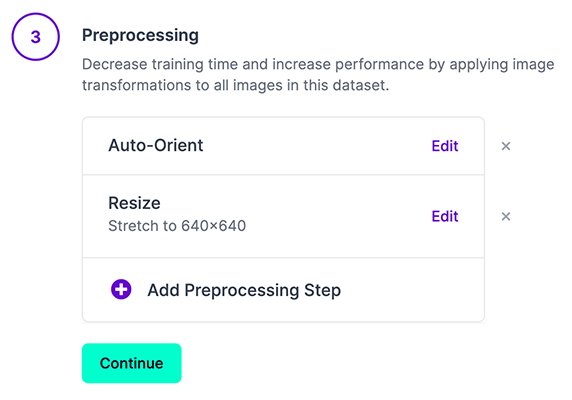 3
Preprocessing
Decrease training time and increase performance by applying image
transformations to all images in this dataset.
Auto-Orient
Edit
×
Resize
Stretch to 640×640
Edit
×
Add Preprocessing Step
Continue